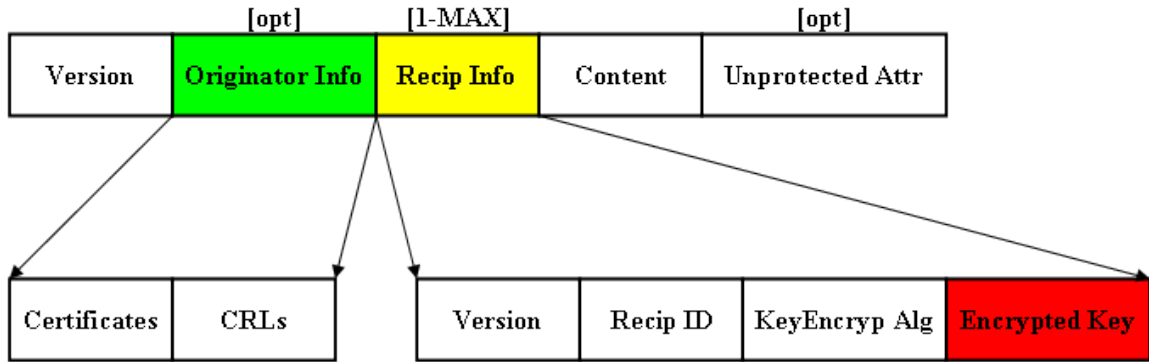 [opt] [1-MAX] [opt]
Version Originator Info Recip Info Content Unprotected Attr
Certificates CRLs Version Recip ID KeyEncryp Alg Encrypted Key